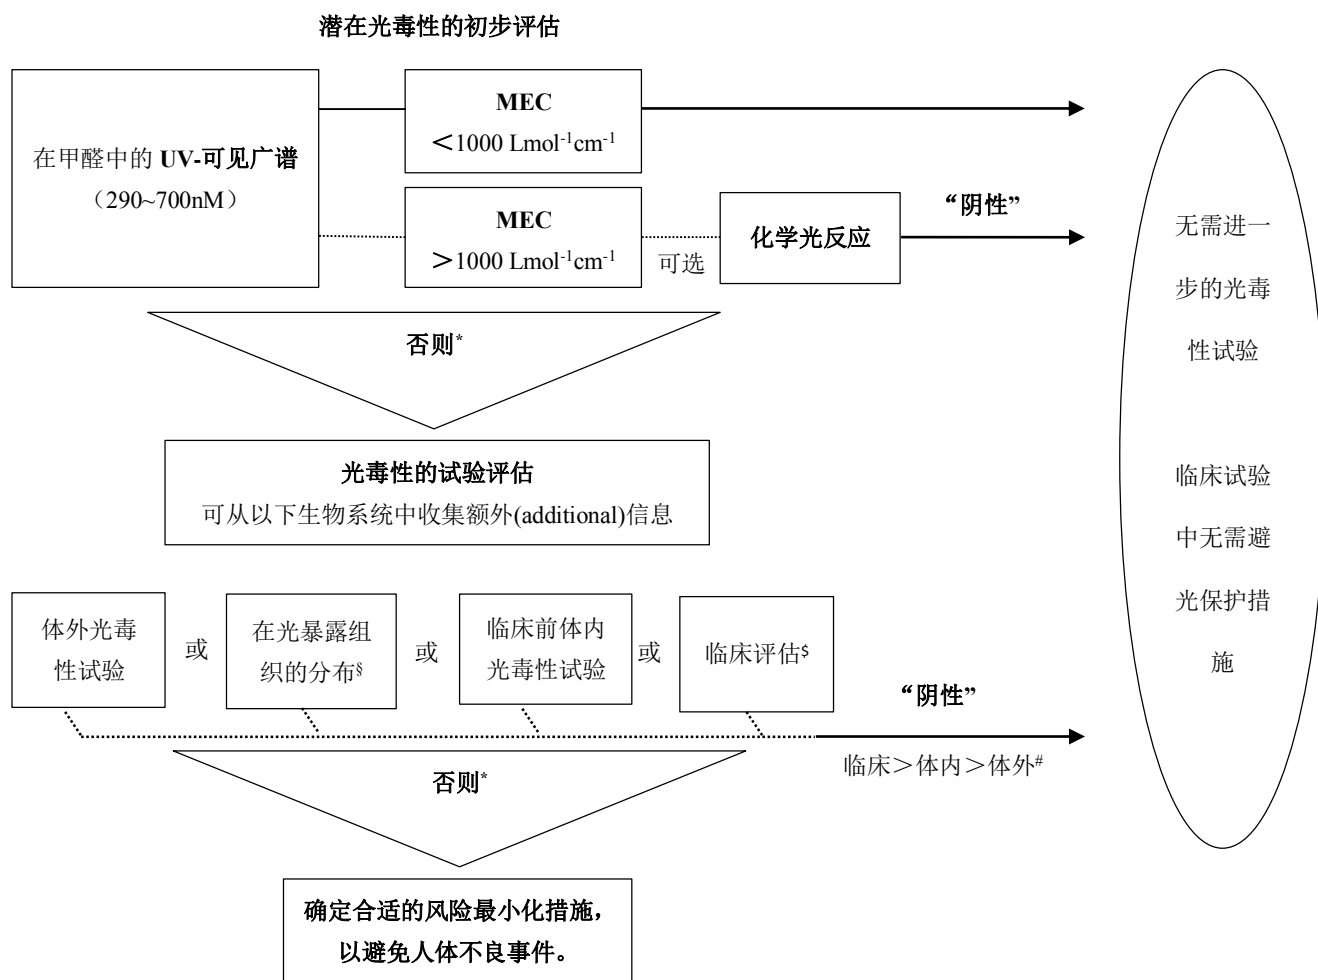 潜在光毒性的初步评估
在甲醛中的 UV-可见广谱
（290~700nM）
MEC
＜1000 Lmol⁻¹cm⁻¹
MEC
＞1000 Lmol⁻¹cm⁻¹
可选
化学光反应
“阴性”
否则*
光毒性的试验评估
可从以下生物系统中收集额外(additional)信息
体外光毒
性试验
或
在光暴露组
织的分布§
或
临床前体内
光毒性试验
或
临床评估$
“阴性”
临床＞体内＞体外#
否则*
确定合适的风险最小化措施，
以避免人体不良事件。
无需进一
步的光毒
性试验
临床试验
中无需避
光保护措
施